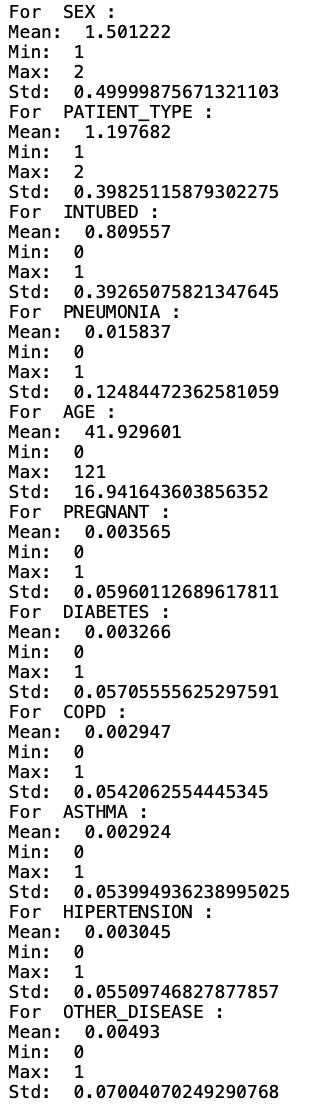 For  SEX :
Mean:  1.501222
Min:  1
Max:  2
Std:  0.49999875671321103
For  PATIENT_TYPE :
Mean:  1.197682
Min:  1
Max:  2
Std:  0.39825115879302275
For  INTUBED :
Mean:  0.809557
Min:  0
Max:  1
Std:  0.39265075821347645
For  PNEUMONIA :
Mean:  0.015837
Min:  0
Max:  1
Std:  0.12484472362581059
For  AGE :
Mean:  41.929601
Min:  0
Max:  121
Std:  16.941643603856352
For  PREGNANT :
Mean:  0.003565
Min:  0
Max:  1
Std:  0.05960112689617811
For  DIABETES :
Mean:  0.003266
Min:  0
Max:  1
Std:  0.05705555625297591
For  COPD :
Mean:  0.002947
Min:  0
Max:  1
Std:  0.0542062554445345
For  ASTHMA :
Mean:  0.002924
Min:  0
Max:  1
Std:  0.053994936238995025
For  HIPERTENSION :
Mean:  0.003045
Min:  0
Max:  1
Std:  0.05509746827877857
For  OTHER_DISEASE :
Mean:  0.00493
Min:  0
Max:  1
Std:  0.07004070249290768